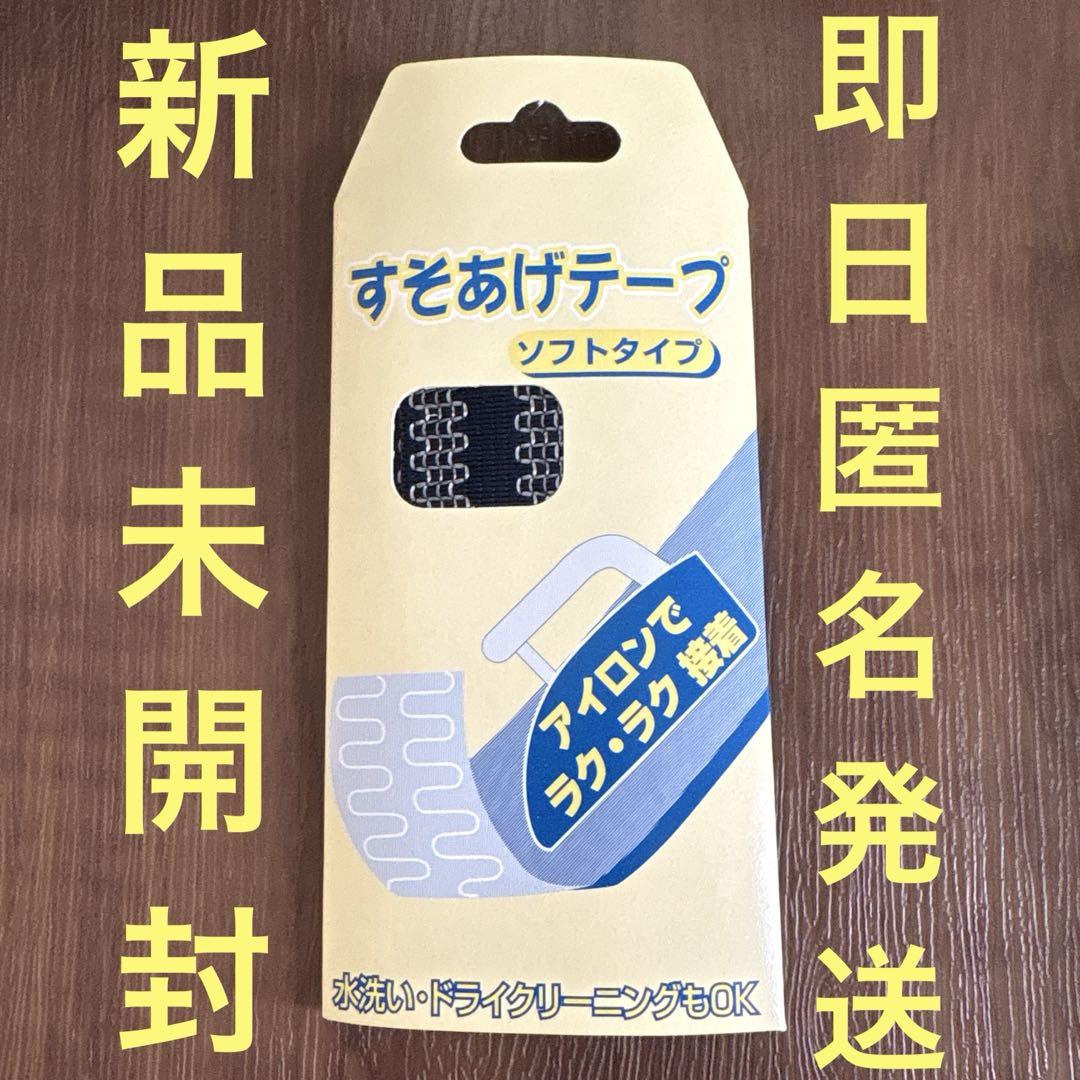 新品未開封
即日匿名発送
すそあげテープ
ソフトタイプ
アイロンで
ラク・ラク 接着
水洗い・ドライクリーニングもOK